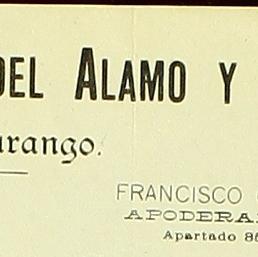 DEL ALAMO Y
urango.
FRANCISCO
APODERA
Apartado 8